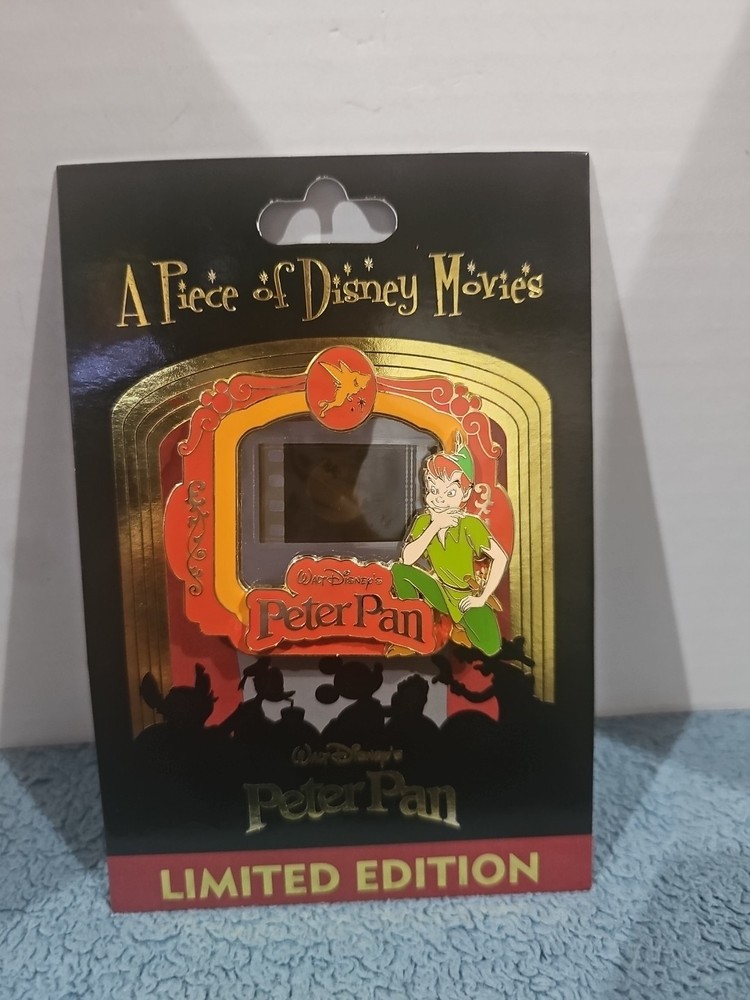 A Piece of Disney Movies
Walt Disney's
Peter Pan
Walt Disney's
Peter Pan
LIMITED EDITION